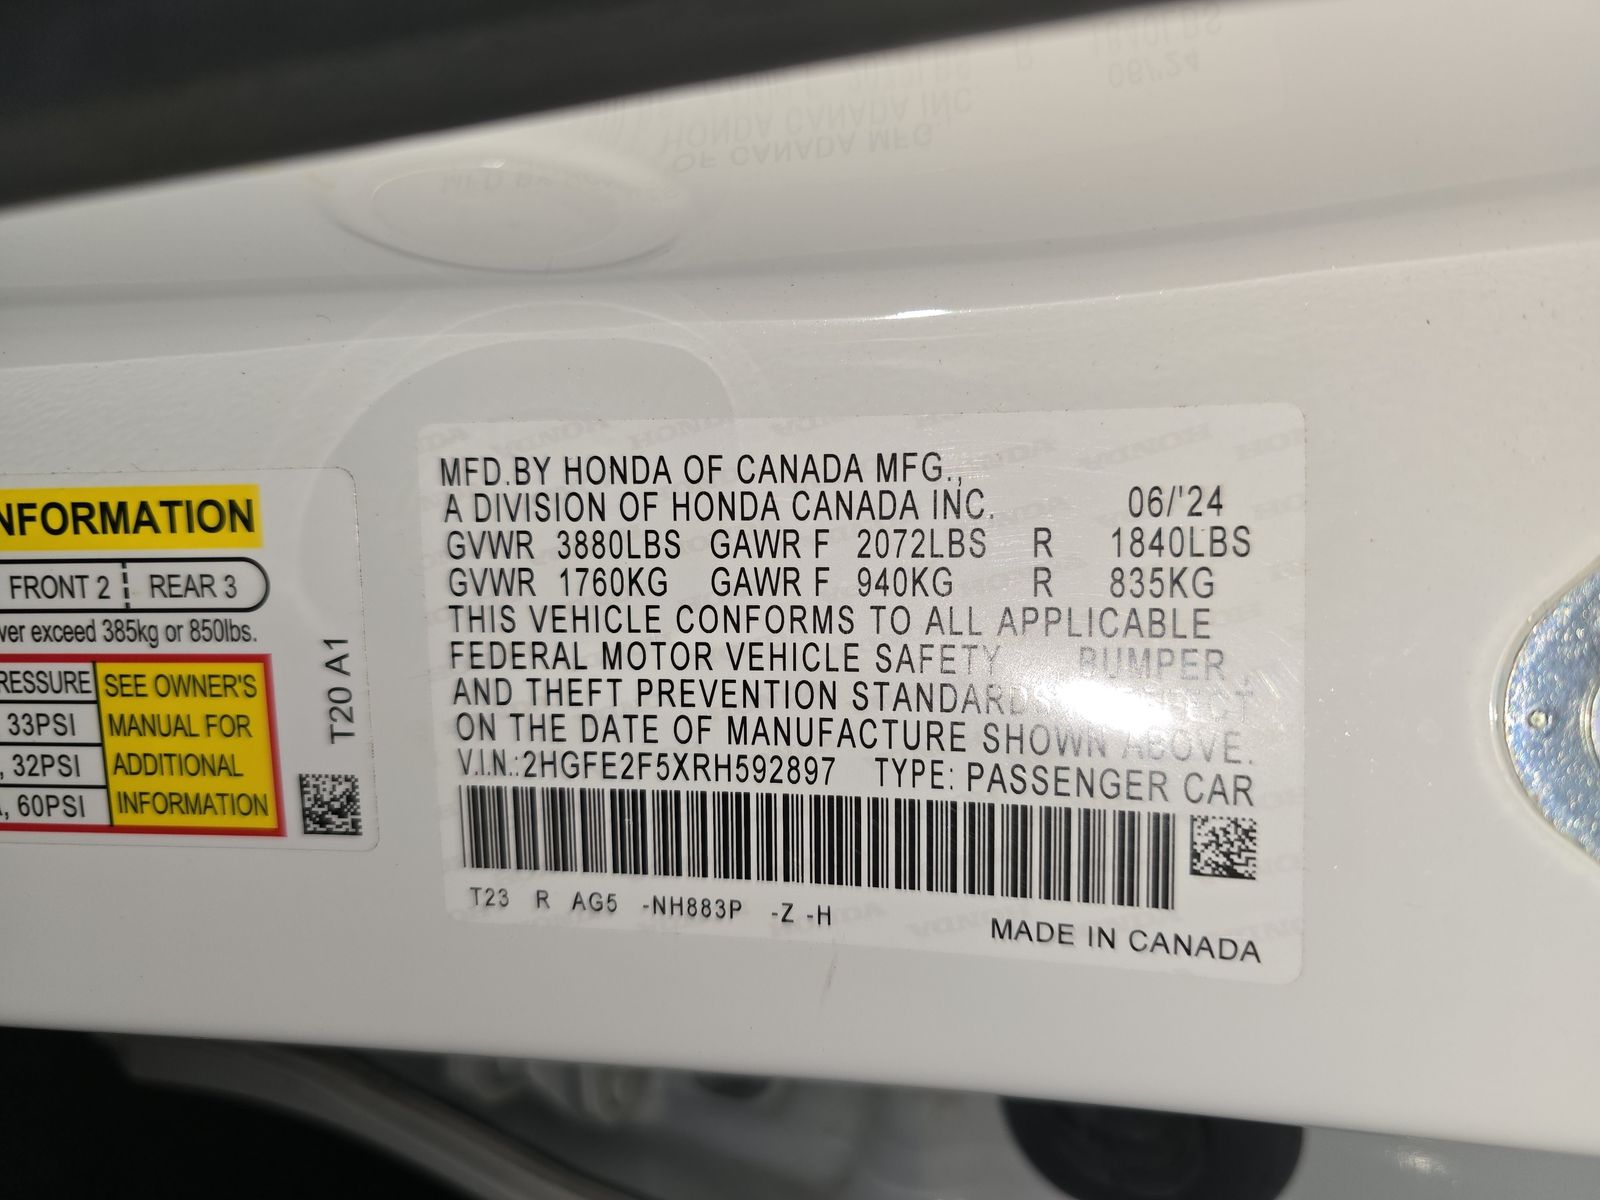 NFORMATION
FRONT 2 REAR 3
ver exceed 385kg or 850lbs.
RESSURE SEE OWNER'S
33PSI MANUAL FOR
, 32PSI ADDITIONAL
, 60PSI INFORMATION
T20 A1
MFD.BY HONDA OF CANADA MFG.,
A DIVISION OF HONDA CANADA INC. 06/'24
GVWR 3880LBS GAWR F 2072LBS R 1840LBS
GVWR 1760KG GAWR F 940KG R 835KG
THIS VEHICLE CONFORMS TO ALL APPLICABLE
FEDERAL MOTOR VEHICLE SAFETY BUMPER,
AND THEFT PREVENTION STANDARDS
ON THE DATE OF MANUFACTURE SHOWN ABOVE.
V.I.N.:2HGFE2F5XRH592897 TYPE: PASSENGER CAR
T23 R AG5 -NH883P -Z -H
MADE IN CANADA